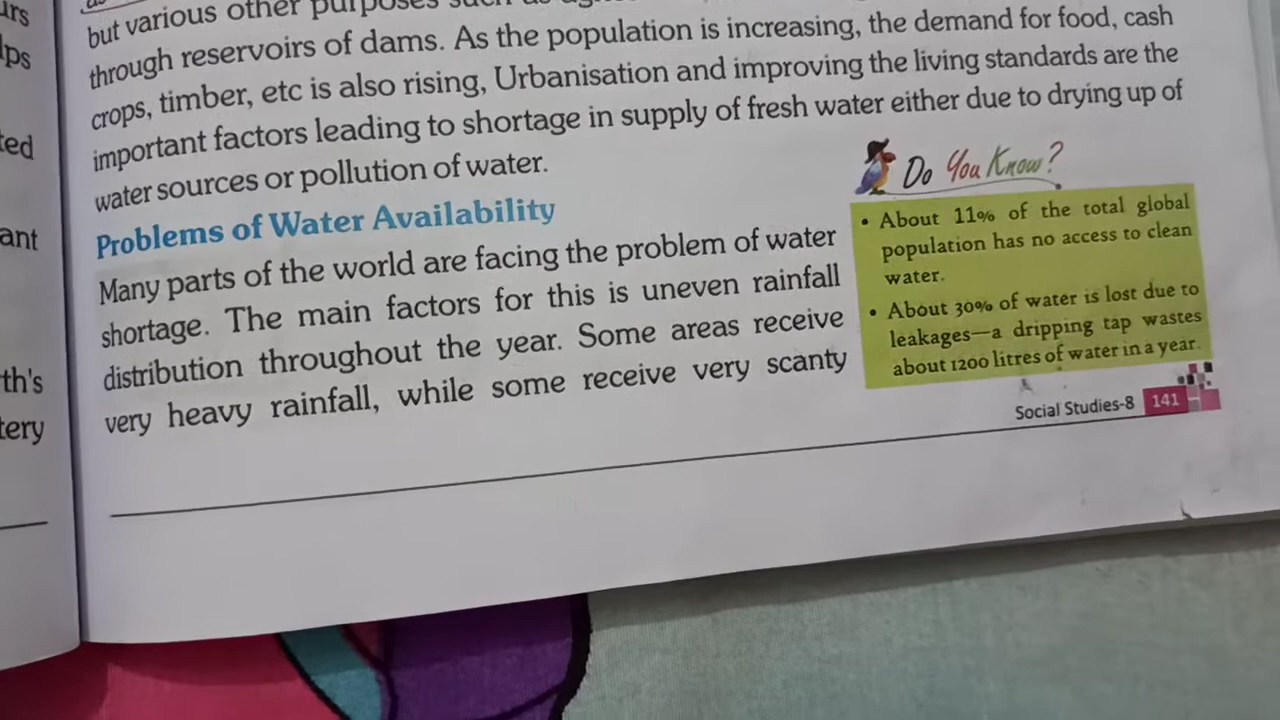 urs
lps
ted
ant
th's
tery
but various other purposes such as
through reservoirs of dams. As the population is increasing, the demand for food, cash
crops, timber, etc is also rising, Urbanisation and improving the living standards are the
important factors leading to shortage in supply of fresh water either due to drying up of
water sources or pollution of water.
Problems of Water Availability
Many parts of the world are facing the problem of water
shortage. The main factors for this is uneven rainfall
distribution throughout the year. Some areas receive
very heavy rainfall, while some receive very scanty
Do You Know?
• About 11% of the total global
population has no access to clean
water.
• About 30% of water is lost due to
leakages—a dripping tap wastes
about 1200 litres of water in a year.
Social Studies-8 141